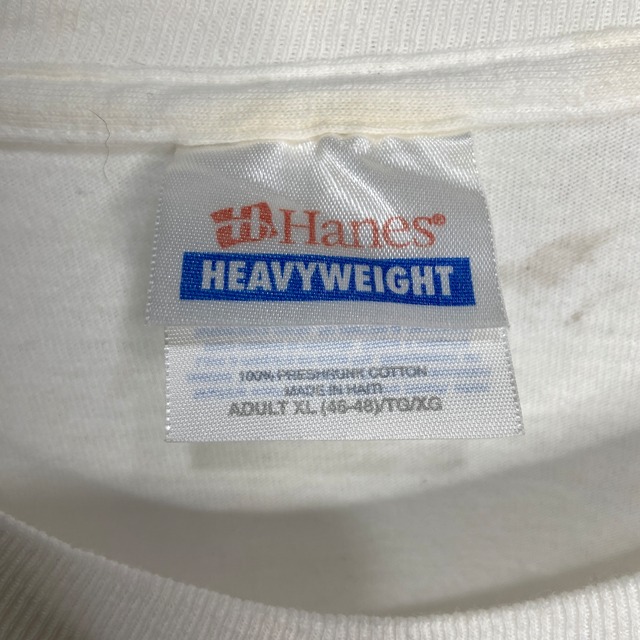 Hanes®
HEAVYWEIGHT
100% PRESHRUNK COTTON
MADE IN HAITI
ADULT XL (46-48)/TG/XG